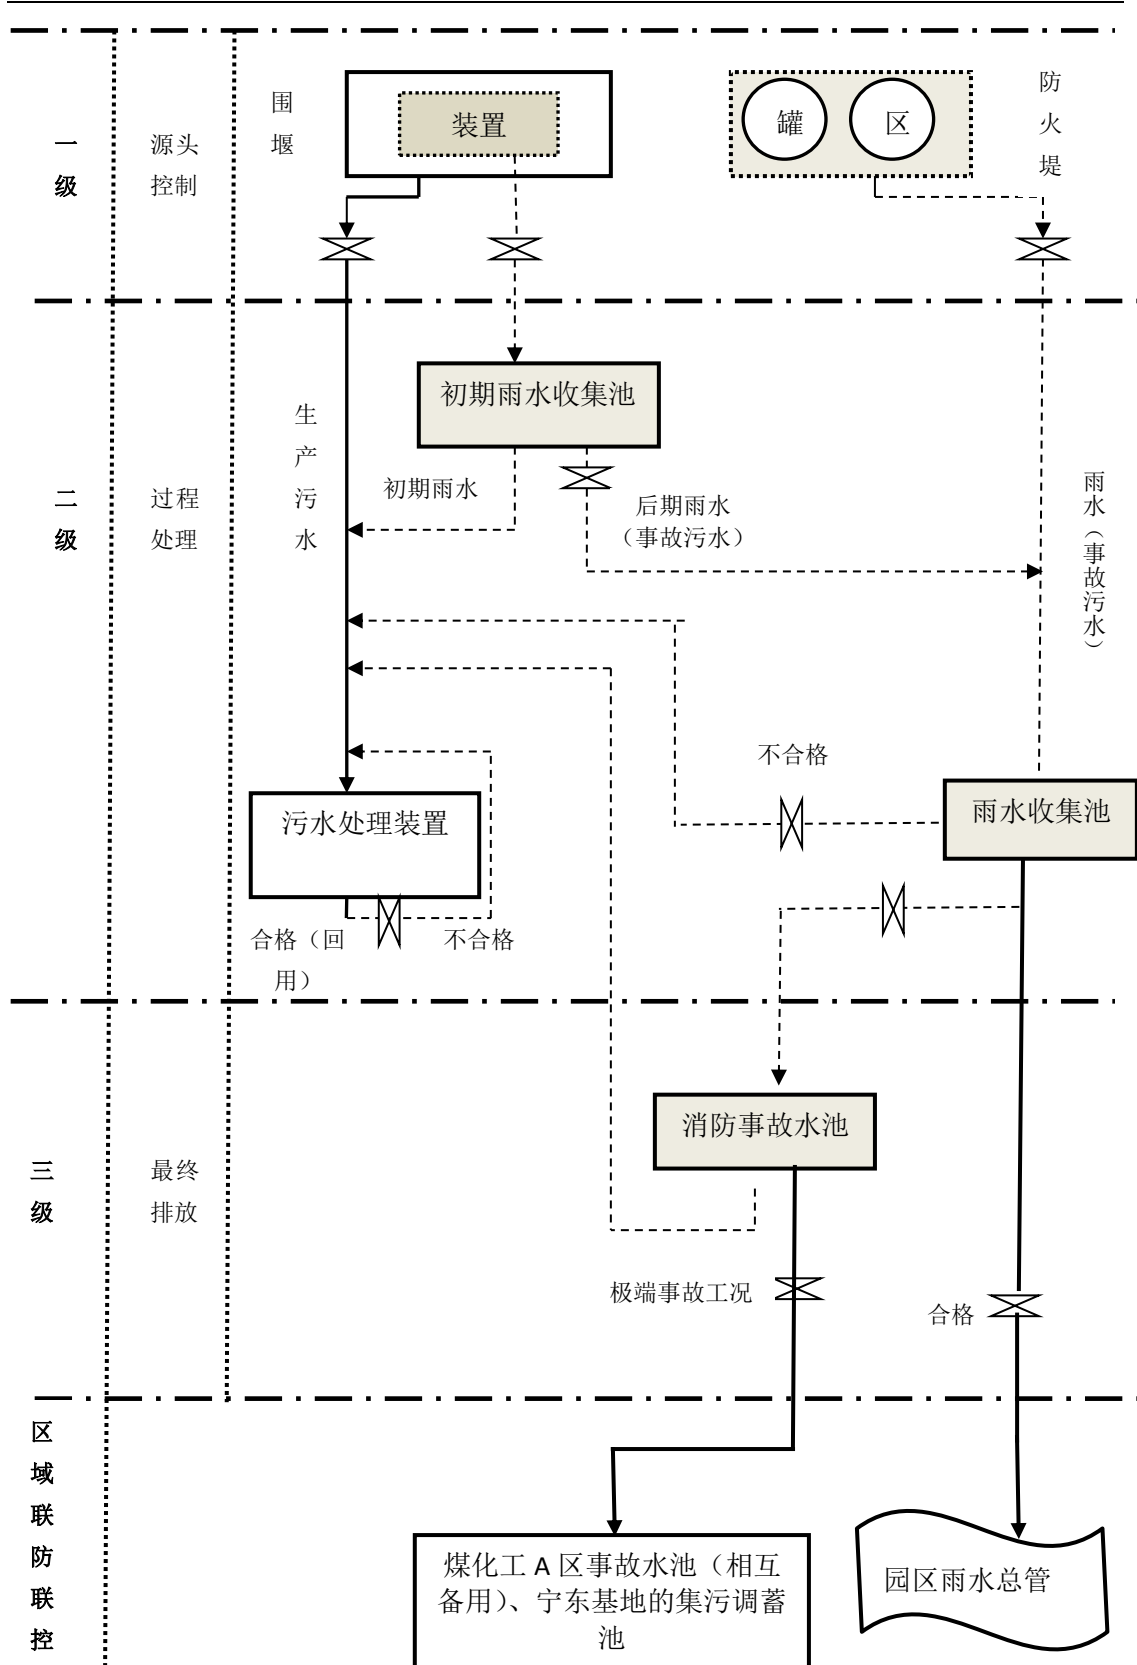 一级
源头
控制
围堰
装置
罐
区
防火堤
二级
过程
处理
生产污水
初期雨水收集池
初期雨水
后期雨水
（事故污水）
雨水（事故污水）
不合格
雨水收集池
污水处理装置
合格（回
用）
不合格
三级
最终
排放
消防事故水池
极端事故工况
合格
区域联防联控
煤化工 A 区事故水池（相互
备用）、宁东基地的集污调蓄
池
园区雨水总管